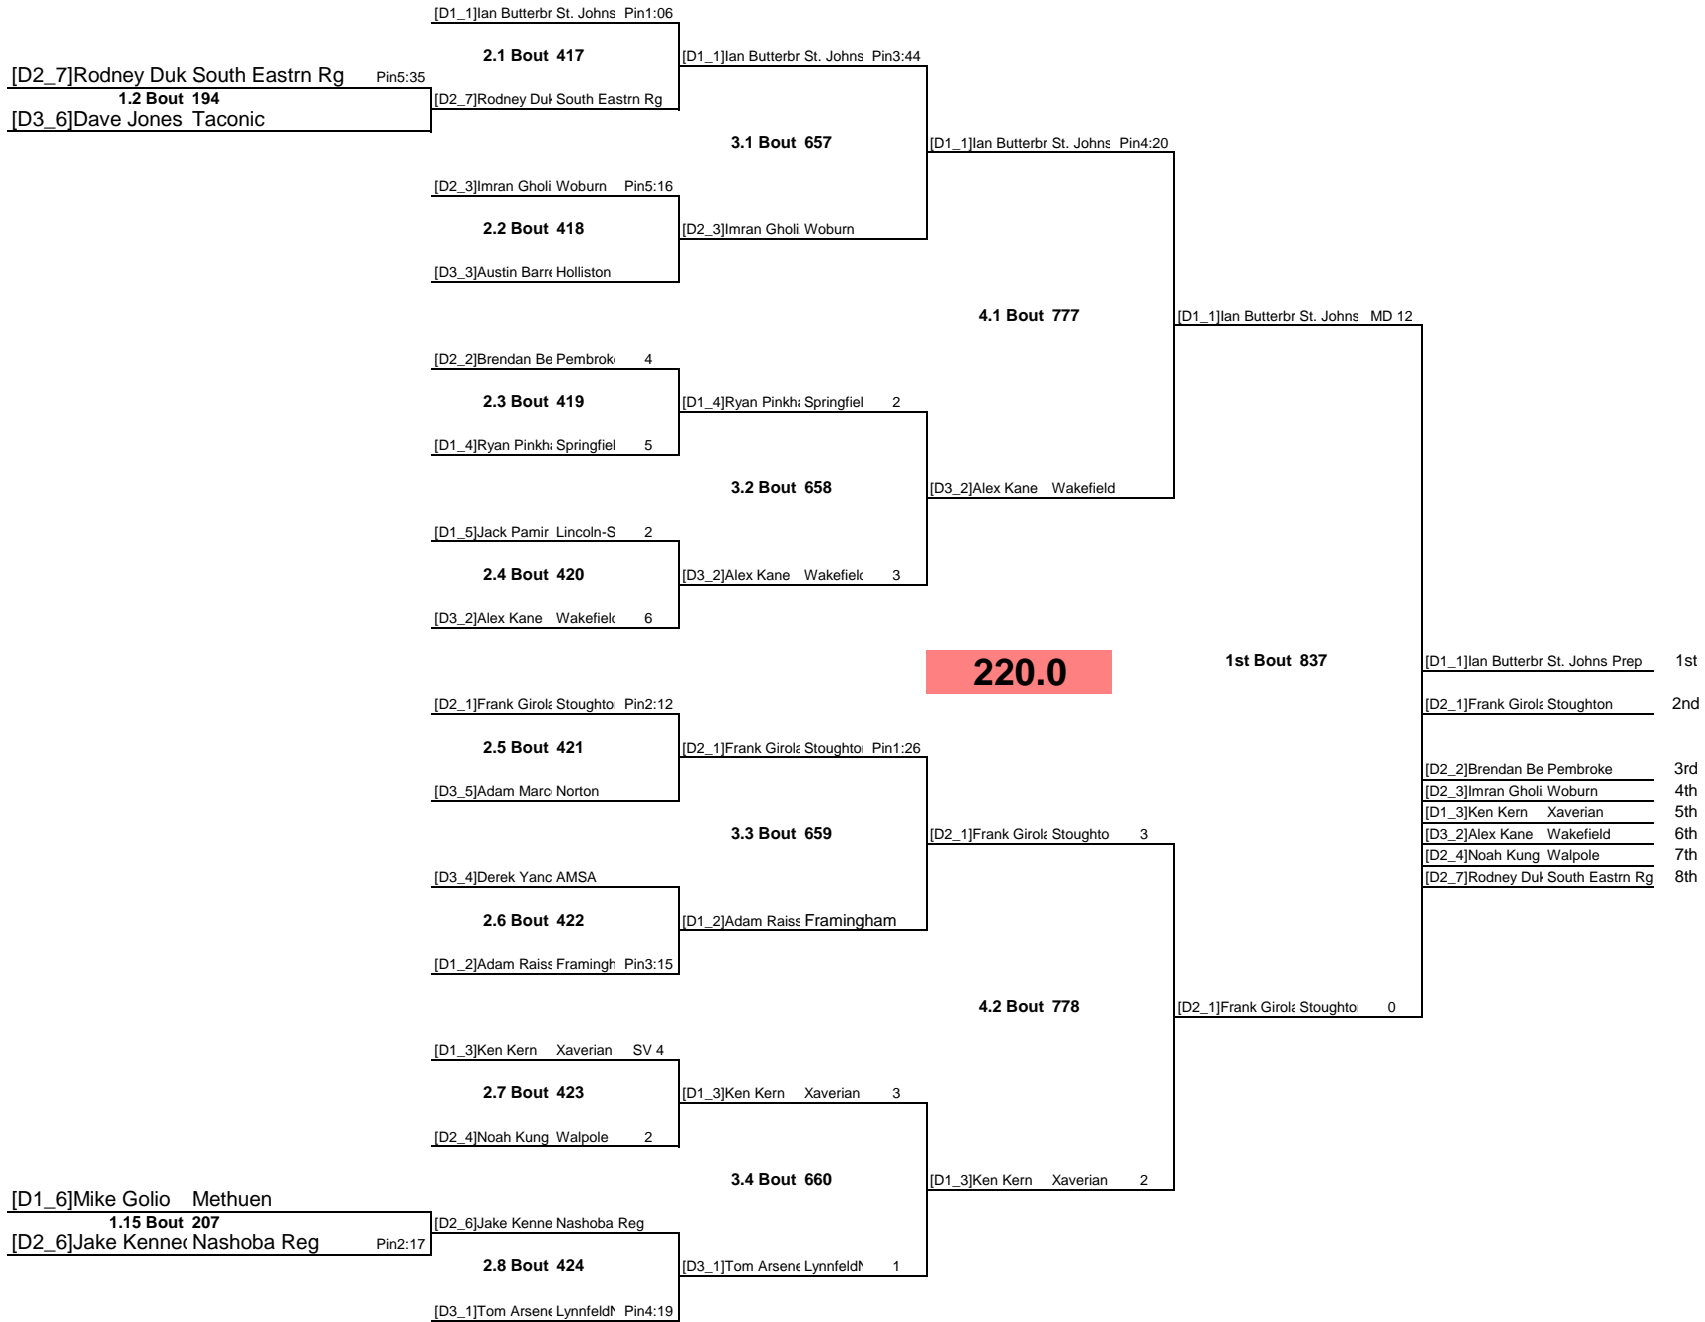 [D1_1]Ian Butterbr St. Johns Pin1:06
2.1 Bout 417
[D1_1]Ian Butterbr St. Johns Pin3:44
[D2_7]Rodney Duk South Eastrn Rg Pin5:35
1.2 Bout 194
[D2_7]Rodney Duk South Eastrn Rg
[D3_6]Dave Jones Taconic
3.1 Bout 657
[D1_1]Ian Butterbr St. Johns Pin4:20
[D2_3]Imran Gholi Woburn Pin5:16
2.2 Bout 418
[D2_3]Imran Gholi Woburn
[D3_3]Austin Barre Holliston
4.1 Bout 777
[D1_1]Ian Butterbr St. Johns MD 12
[D2_2]Brendan Be Pembrok 4
2.3 Bout 419
[D1_4]Ryan Pinkha Springfiel 2
[D1_4]Ryan Pinkha Springfiel 5
3.2 Bout 658
[D3_2]Alex Kane Wakefield
[D1_5]Jack Pamir Lincoln-S 2
2.4 Bout 420
[D3_2]Alex Kane Wakefield 3
[D3_2]Alex Kane Wakefield 6
220.0
1st Bout 837
[D1_1]Ian Butterbr St. Johns Prep 1st
[D2_1]Frank Girola Stoughto Pin2:12
[D2_1]Frank Girola Stoughton 2nd
2.5 Bout 421
[D2_1]Frank Girola Stoughto Pin1:26
[D2_2]Brendan Be Pembroke 3rd
[D3_5]Adam Marc Norton
[D2_3]Imran Gholi Woburn 4th
[D1_3]Ken Kern Xaverian 5th
3.3 Bout 659
[D2_1]Frank Girola Stoughto 3
[D3_2]Alex Kane Wakefield 6th
[D2_4]Noah Kung Walpole 7th
[D3_4]Derek Yanc AMSA
[D2_7]Rodney Duk South Eastrn Rg 8th
2.6 Bout 422
[D1_2]Adam Raiss Framingham
[D1_2]Adam Raiss Framingh Pin3:15
4.2 Bout 778
[D2_1]Frank Girola Stoughto 0
[D1_3]Ken Kern Xaverian SV 4
2.7 Bout 423
[D1_3]Ken Kern Xaverian 3
[D2_4]Noah Kung Walpole 2
3.4 Bout 660
[D1_3]Ken Kern Xaverian 2
[D1_6]Mike Golio Methuen
1.15 Bout 207
[D2_6]Jake Kenne Nashoba Reg
[D2_6]Jake Kenned Nashoba Reg Pin2:17
2.8 Bout 424
[D3_1]Tom Arsene LynnfeldN 1
[D3_1]Tom Arsene LynnfeldN Pin4:19